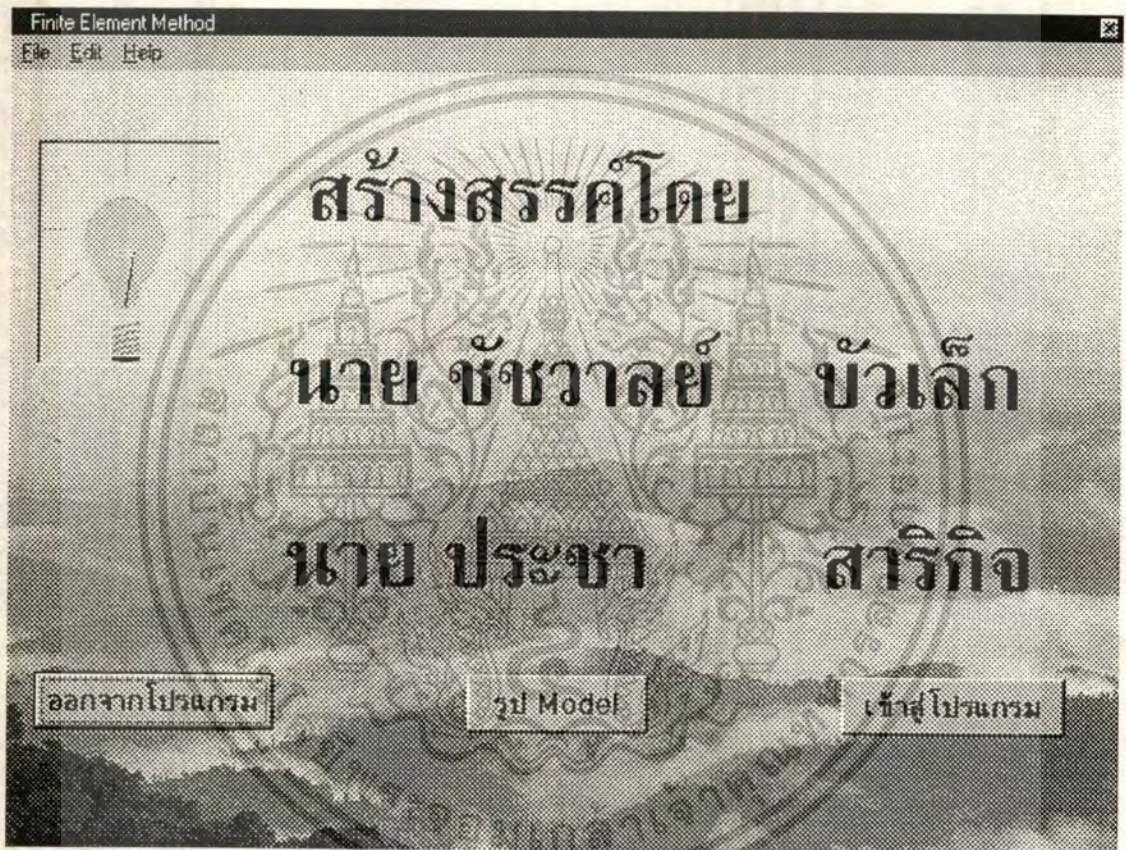 Finite Element Method
File Edit Help
สร้างสรรค์โดย
นาย ชัชวาลย์ บัวเล็ก
นาย ประชา สาริกิจ
ออกจากโปรแกรม รูป Model เข้าสู่โปรแกรม